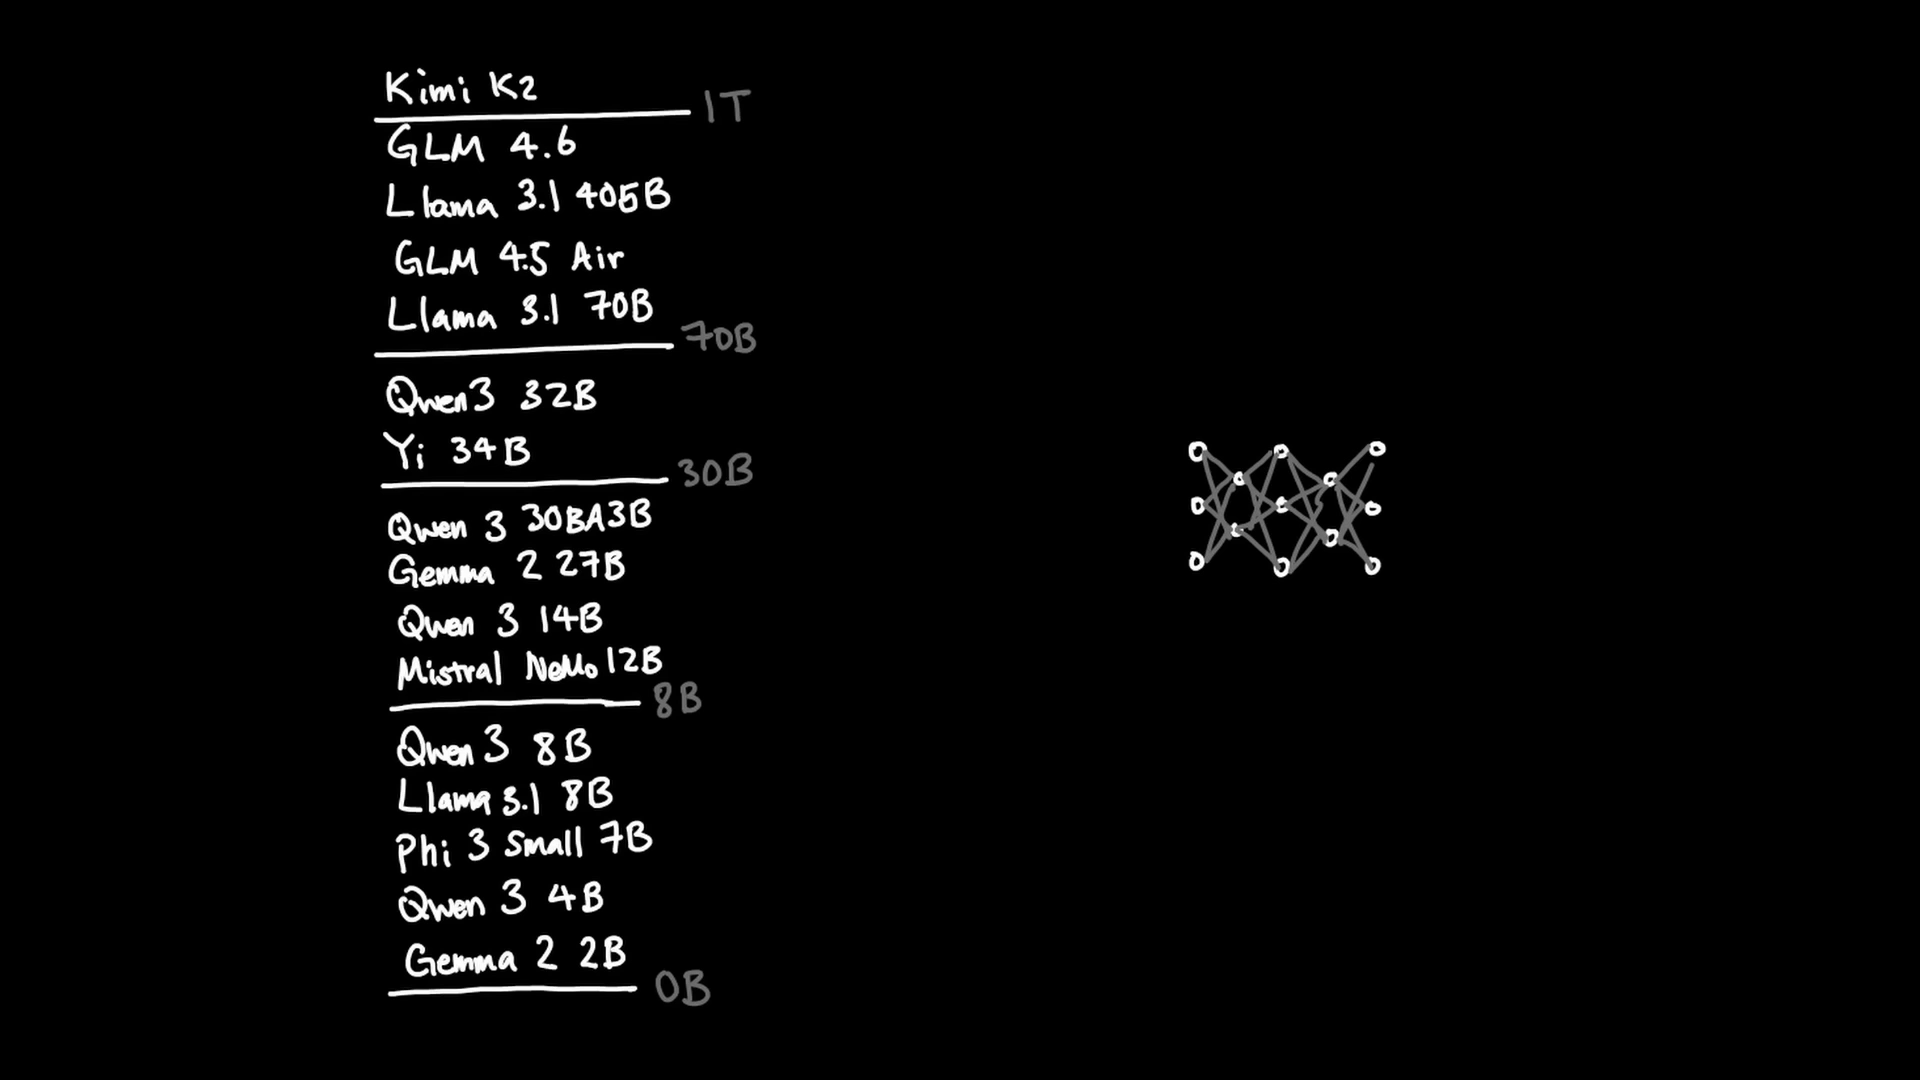 Kimi K2
1T
GLM 4.6
Llama 3.1 405B
GLM 4.5 Air
Llama 3.1 70B
70B
Qwen3 32B
Yi 34B
30B
Qwen 3 30BA3B
Gemma 2 27B
Qwen 3 14B
Mistral NeMo 12B
8B
Qwen 3 8B
Llama 3.1 8B
Phi 3 Small 7B
Qwen 3 4B
Gemma 2 2B
0B